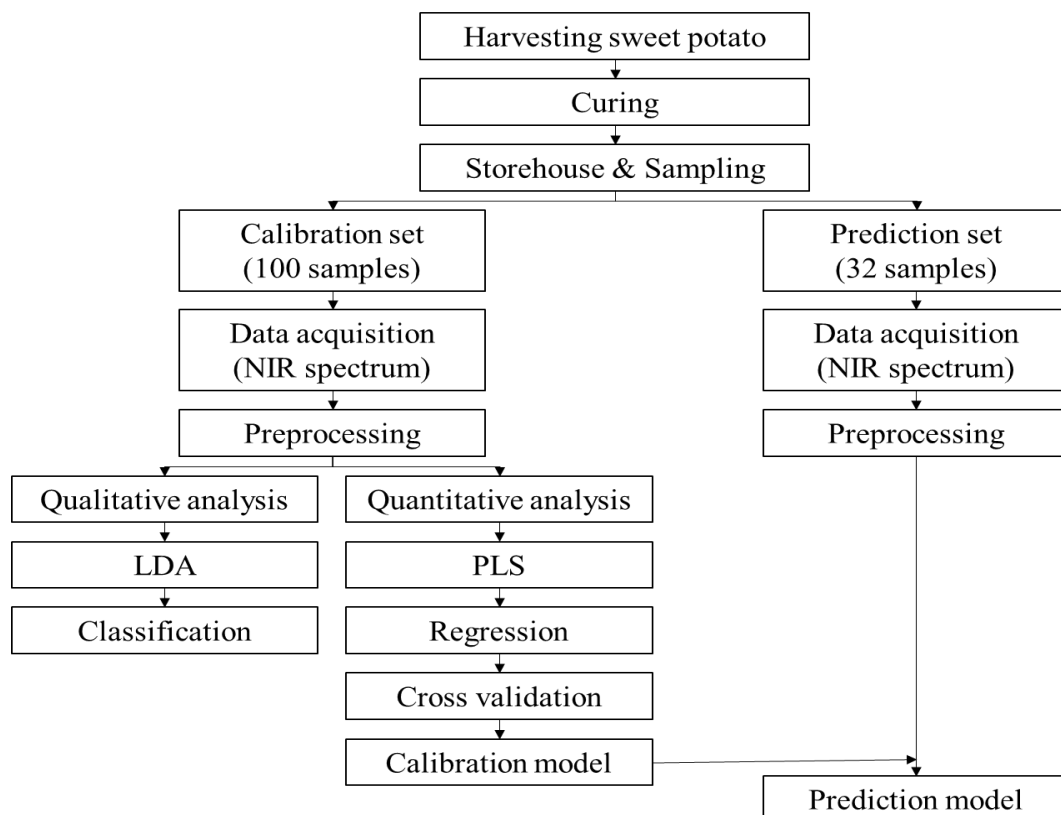 Harvesting sweet potato
Curing
Storehouse & Sampling
Calibration set
(100 samples)
Prediction set
(32 samples)
Data acquisition
(NIR spectrum)
Data acquisition
(NIR spectrum)
Preprocessing
Preprocessing
Qualitative analysis
Quantitative analysis
LDA
PLS
Classification
Regression
Cross validation
Calibration model
Prediction model